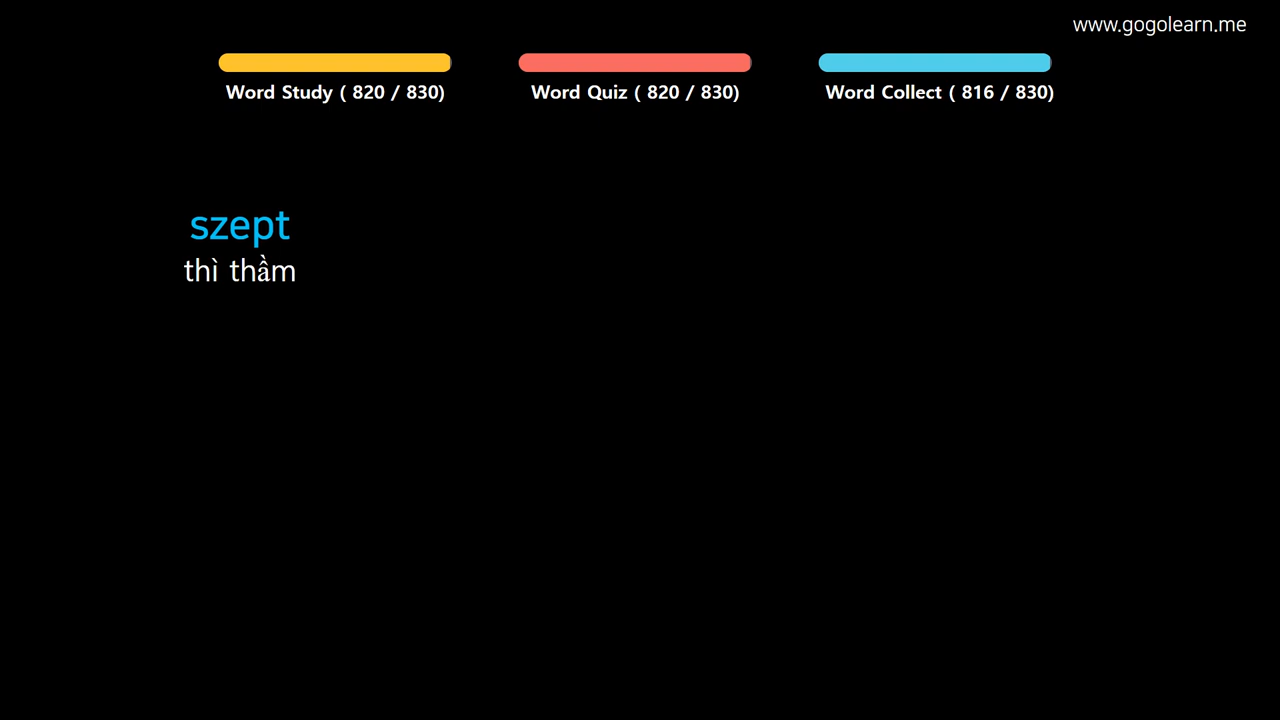 www.gogolearn.me
Word Study ( 820 / 830)
Word Quiz ( 820 / 830)
Word Collect ( 816 / 830)
szept
thì thầm